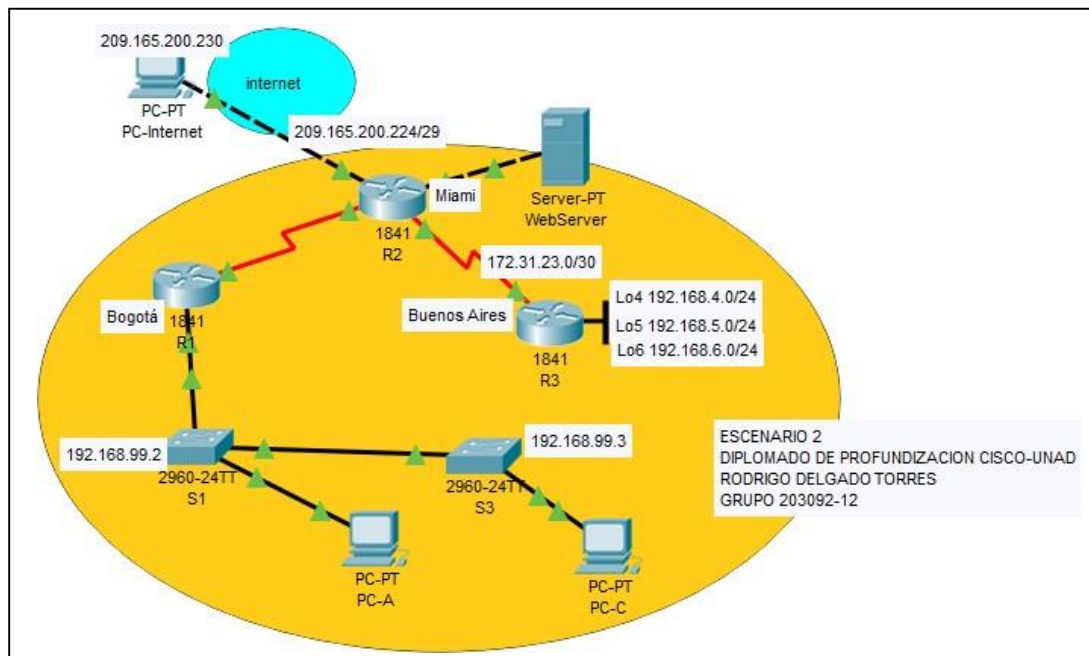 209.165.200.230
internet
PC-PT
PC-Internet
209.165.200.224/29
Miami
Server-PT
WebServer
1841
R2
172.31.23.0/30
Bogotá
1841
R1
Buenos Aires
Lo4 192.168.4.0/24
Lo5 192.168.5.0/24
Lo6 192.168.6.0/24
1841
R3
192.168.99.2
2960-24TT
S1
192.168.99.3
2960-24TT
S3
ESCENARIO 2
DIPLOMADO DE PROFUNDIZACION CISCO-UNAD
RODRIGO DELGADO TORRES
GRUPO 203092-12
PC-PT
PC-A
PC-PT
PC-C